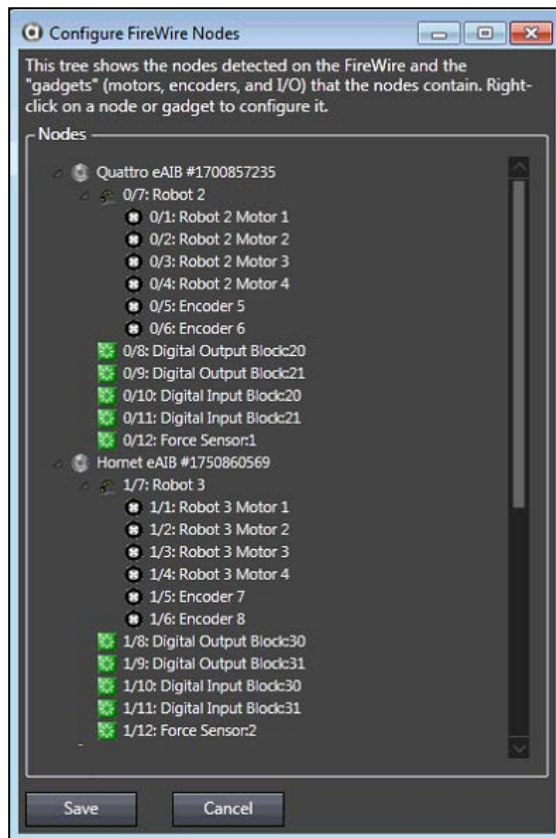 Configure FireWire Nodes
This tree shows the nodes detected on the FireWire and the
"gadgets" (motors, encoders, and I/O) that the nodes contain. Right-
click on a node or gadget to configure it.
Nodes
Quattro eAIB #1700857235
0/7: Robot 2
0/1: Robot 2 Motor 1
0/2: Robot 2 Motor 2
0/3: Robot 2 Motor 3
0/4: Robot 2 Motor 4
0/5: Encoder 5
0/6: Encoder 6
0/8: Digital Output Block:20
0/9: Digital Output Block:21
0/10: Digital Input Block:20
0/11: Digital Input Block:21
0/12: Force Sensor:1
Hornet eAIB #1750860569
1/7: Robot 3
1/1: Robot 3 Motor 1
1/2: Robot 3 Motor 2
1/3: Robot 3 Motor 3
1/4: Robot 3 Motor 4
1/5: Encoder 7
1/6: Encoder 8
1/8: Digital Output Block:30
1/9: Digital Output Block:31
1/10: Digital Input Block:30
1/11: Digital Input Block:31
1/12: Force Sensor:2
Save Cancel